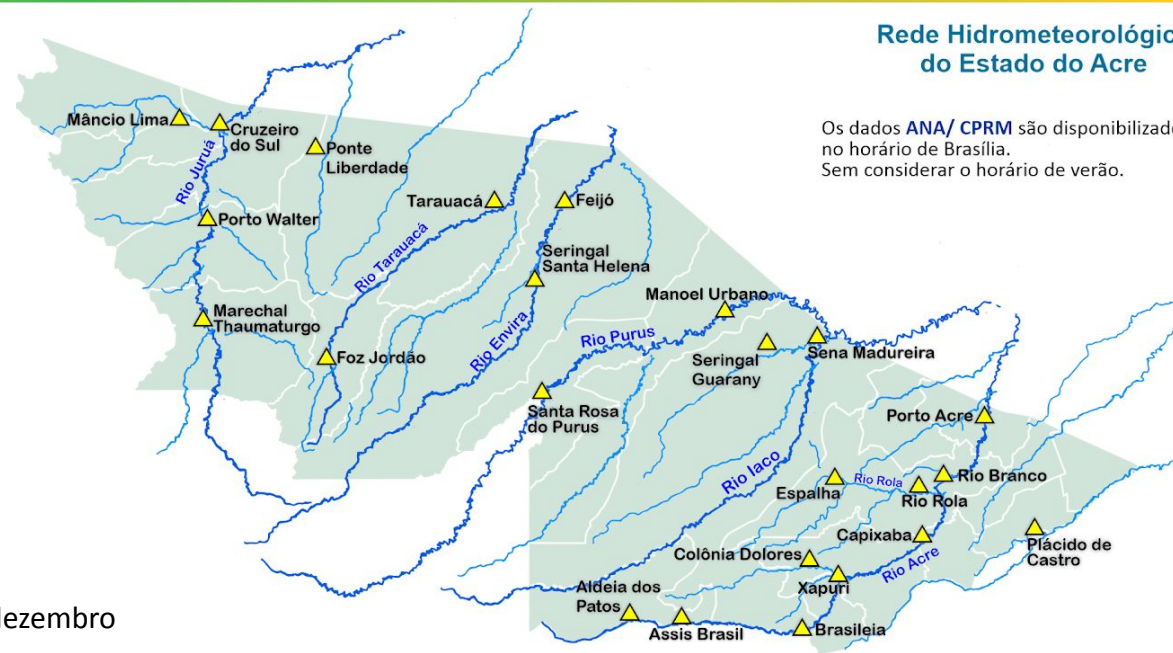 Rede Hidrometeorológic
do Estado do Acre
Os dados ANA/ CPRM são disponibilizado
no horário de Brasília.
Sem considerar o horário de verão.
Mâncio Lima
Cruzeiro
do Sul
Ponte
Liberdade
Rio Juruá
Porto Walter
Tarauacá
Feijó
Rio Tarauacá
Seringal
Santa Helena
Marechal
Thaumaturgo
Foz Jordão
Rio Envira
Manoel Urbano
Rio Purus
Seringal
Guarany
Sena Madureira
Santa Rosa
do Purus
Porto Acre
Rio Iaco
Espalha
Rio Rola
Rio Rola
Rio Branco
Capixaba
Plácido de
Castro
Colônia Dolores
Rio Acre
Xapuri
Aldeia dos
Patos
Assis Brasil
Brasileia
dezembro